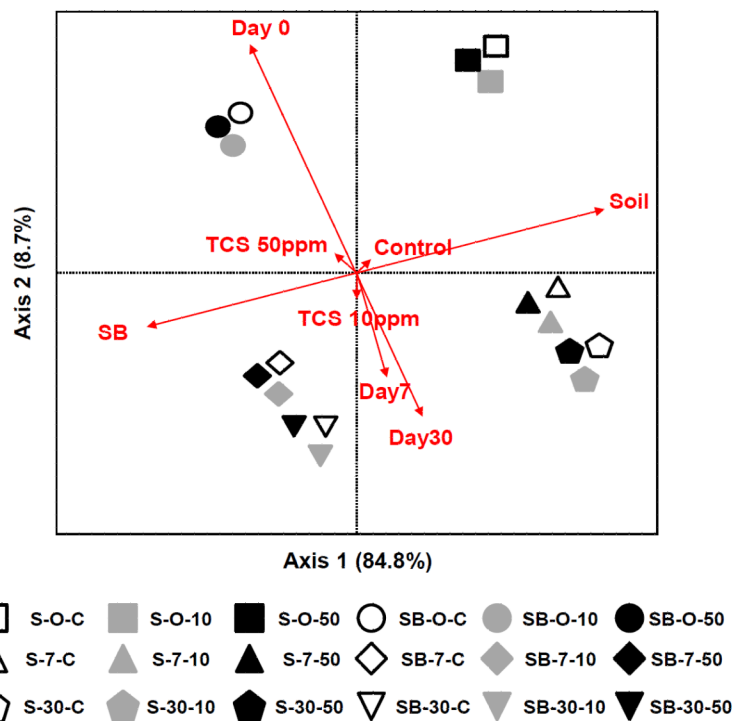 Day 0
Soil
TCS 50ppm
Control
Axis 2 (8.7%)
TCS 10ppm
SB
Day7
Day30
Axis 1 (84.8%)
S-O-C S-O-10 S-O-50 SB-O-C SB-O-10 SB-O-50
S-7-C S-7-10 S-7-50 SB-7-C SB-7-10 SB-7-50
S-30-C S-30-10 S-30-50 SB-30-C SB-30-10 SB-30-50